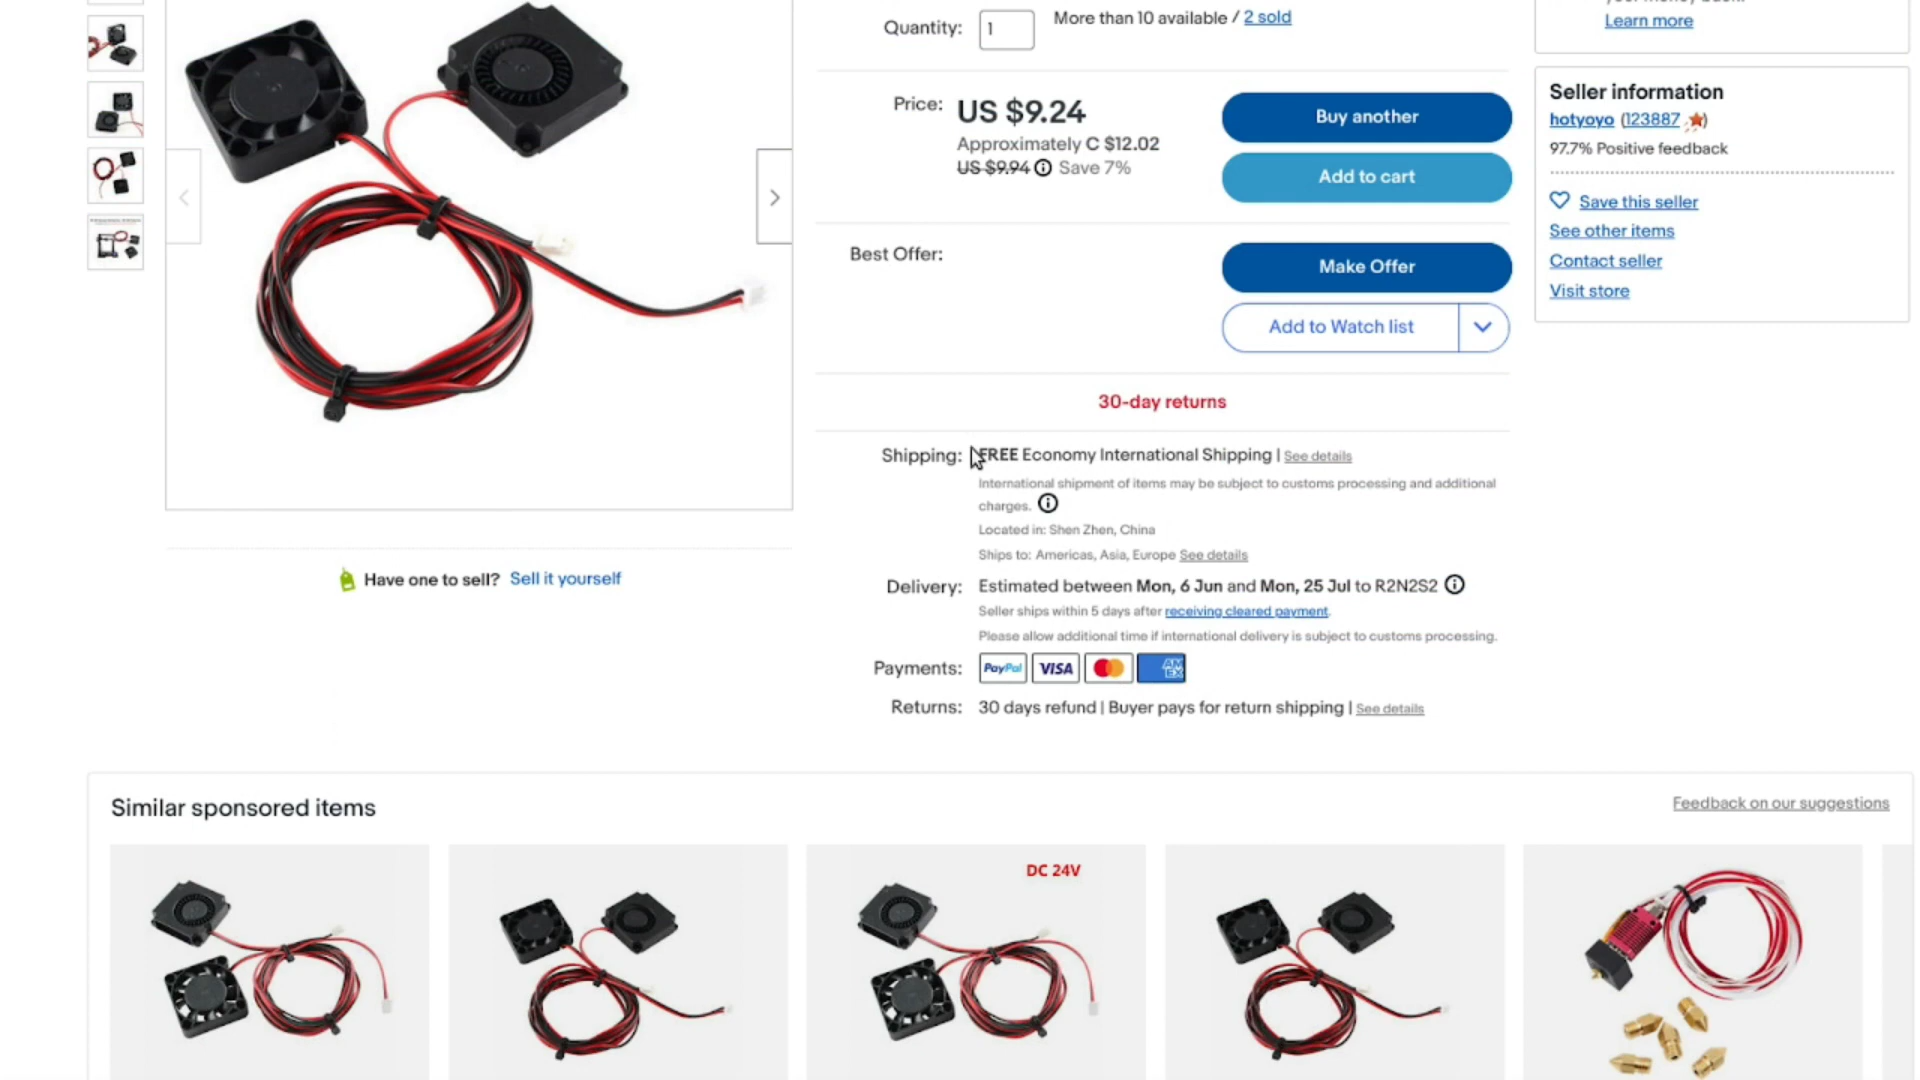 Learn more
Quantity:
1
More than 10 available / 2 sold
Price:
US $9.24
Approximately C $12.02
US $9.94 Save 7%
Buy another
Add to cart
Best Offer:
Make Offer
Add to Watch list
30-day returns
Shipping:
FREE Economy International Shipping | See details
International shipment of items may be subject to customs processing and additional
charges.
Located in: Shen Zhen, China
Ships to: Americas, Asia, Europe See details
Delivery:
Estimated between Mon, 6 Jun and Mon, 25 Jul to R2N2S2
Seller ships within 5 days after receiving cleared payment.
Please allow additional time if international delivery is subject to customs processing.
Payments:
PayPal
VISA
AM
EX
Returns:
30 days refund | Buyer pays for return shipping | See details
Seller information
hotyoyo (123887)
97.7% Positive feedback
Save this seller
See other items
Contact seller
Visit store
Have one to sell? Sell it yourself
Similar sponsored items
Feedback on our suggestions
DC 24V